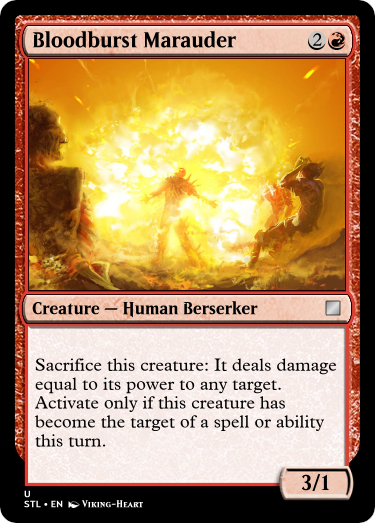 Bloodburst Marauder 2
Creature — Human Berserker
Sacrifice this creature: It deals damage
equal to its power to any target.
Activate only if this creature has
become the target of a spell or ability
this turn.
3/1
U
STL • EN Viking-Heart